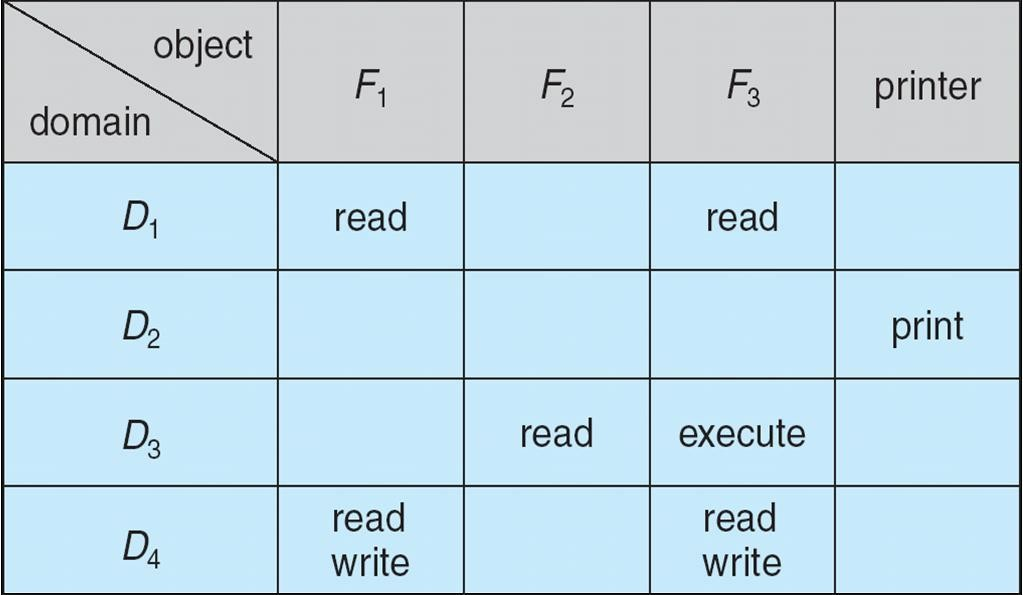 object
domain
F₁ F₂ F₃ printer
D₁ read read
D₂ print
D₃ read execute
D₄ read write read write